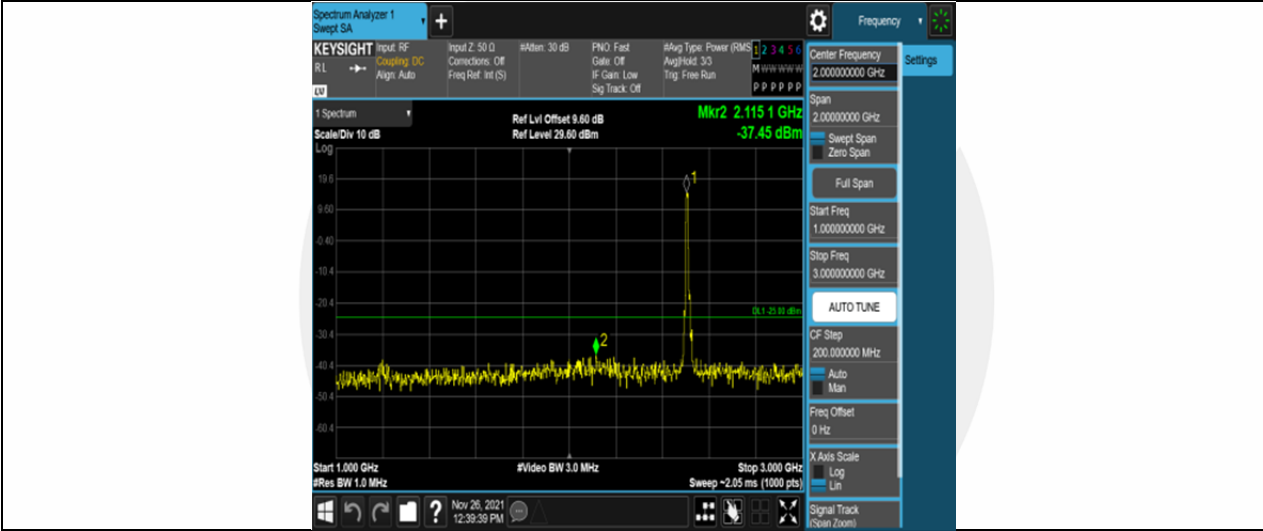 Spectrum Analyzer 1
Swept SA
+
Frequency
KEYSIGHT
RL
LV
Input: RF
Coupling: DC
Align: Auto
Input Z: 50 Ω
Corrections: Off
Freq Ref: Int (S)
#Atten: 30 dB
PNO: Fast
Gate: Off
IF Gain: Low
Sig Track: Off
#Avg Type: Power (RMS
Avg|Hold: 3/3
Trig: Free Run
1 2 3 4 5 6
M W W W W W
P P P P P P
Center Frequency
2.000000000 GHz
Settings
Span
2.00000000 GHz
Swept Span
Zero Span
Full Span
Start Freq
1.000000000 GHz
Stop Freq
3.000000000 GHz
AUTO TUNE
CF Step
200.000000 MHz
Auto
Man
Freq Offset
0 Hz
X Axis Scale
Log
Lin
Signal Track
(Span Zoom)
1 Spectrum
Scale/Div 10 dB
Log
Ref Lvl Offset 9.60 dB
Ref Level 29.60 dBm
Mkr2 2.115 1 GHz
-37.45 dBm
19.6
9.60
-0.40
-10.4
-20.4
-30.4
-40.4
-50.4
-60.4
1
DL1 -25.00 dBm
2
Start 1.000 GHz
#Res BW 1.0 MHz
#Video BW 3.0 MHz
Stop 3.000 GHz
Sweep ~2.05 ms (1000 pts)
?
Nov 26, 2021
12:39:39 PM